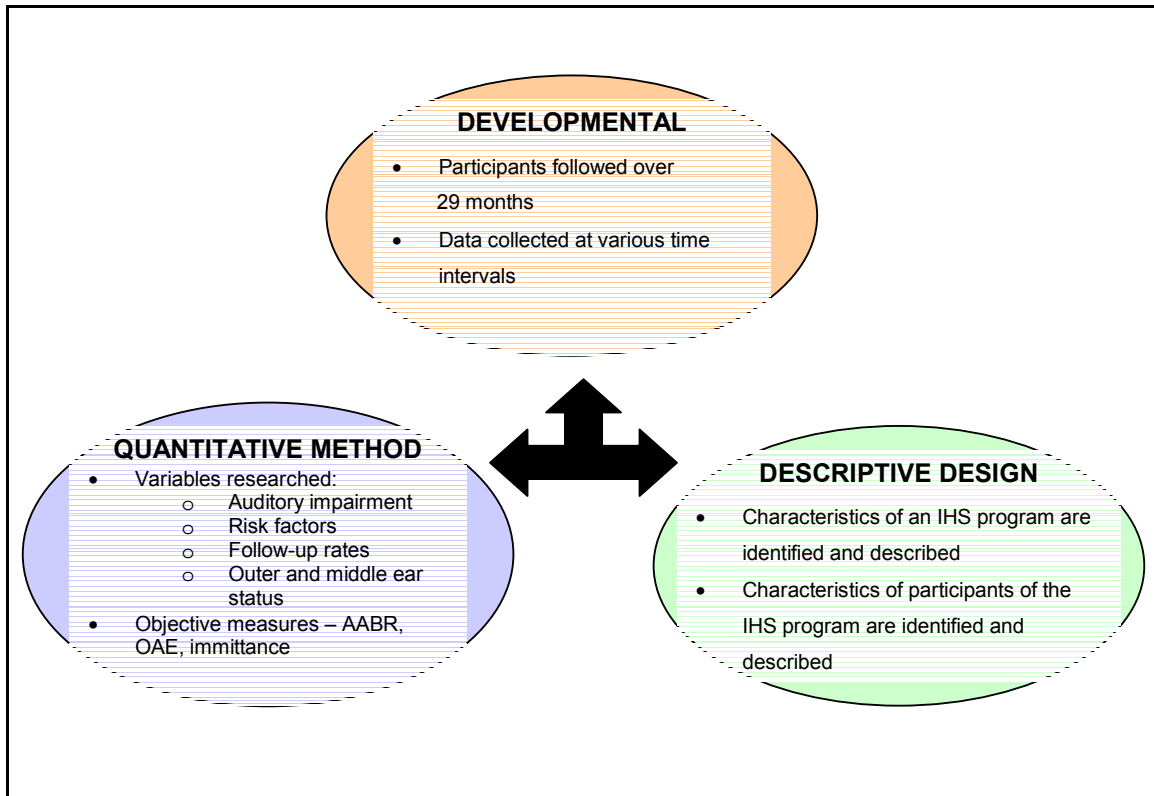 DEVELOPMENTAL
• Participants followed over
29 months
• Data collected at various time
intervals
QUANTITATIVE METHOD
• Variables researched:
o Auditory impairment
o Risk factors
o Follow-up rates
o Outer and middle ear
status
• Objective measures – AABR,
OAE, immittance
DESCRIPTIVE DESIGN
• Characteristics of an IHS program are
identified and described
• Characteristics of participants of the
IHS program are identified and
described